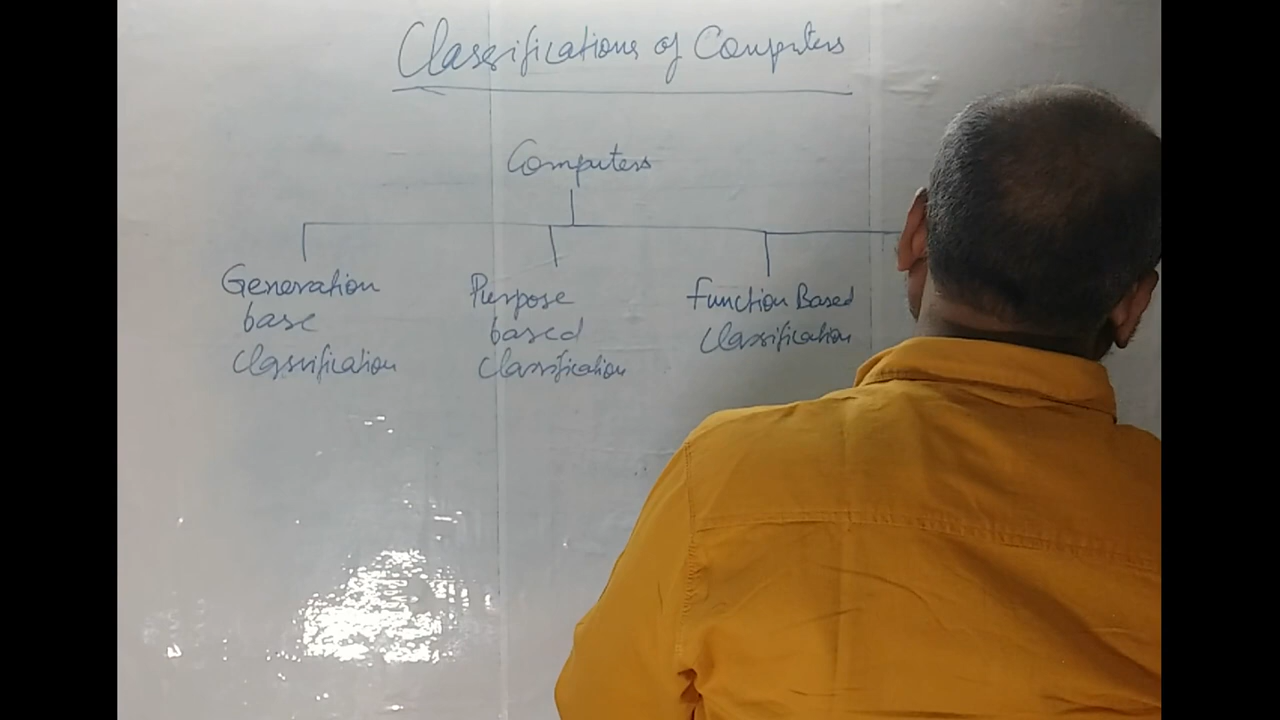 Classifications of Computers
Computers
Generation
base
Classification
Purpose
based
Classification
Function Based
Classification